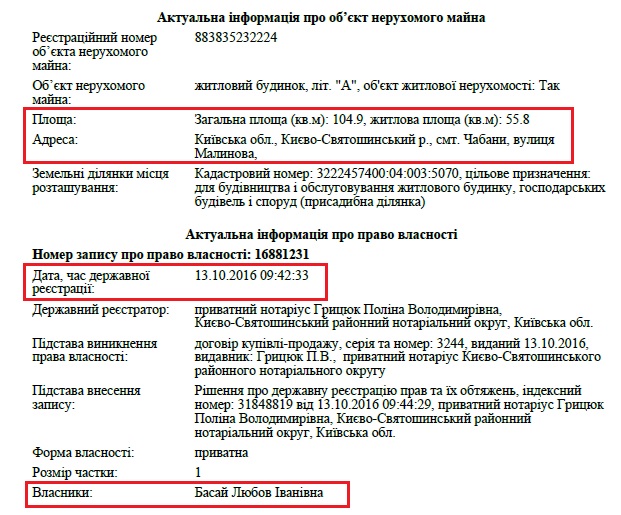 Актуальна інформація про об’єкт нерухомого майна
Реєстраційний номер 883835232224
об’єкта нерухомого
майна:
Об’єкт нерухомого житловий будинок, літ. "А", об'єкт житлової нерухомості: Так
майна:
Площа: Загальна площа (кв.м): 104.9, житлова площа (кв.м): 55.8
Адреса: Київська обл., Києво-Святошинський р., смт. Чабани, вулиця
Малинова,
Земельні ділянки місця Кадастровий номер: 3222457400:04:003:5070, цільове призначення:
розташування: для будівництва і обслуговування житлового будинку, господарських
будівель і споруд (присадибна ділянка)
Актуальна інформація про право власності
Номер запису про право власності: 16881231
Дата, час державної 13.10.2016 09:42:33
реєстрації:
Державний реєстратор: приватний нотаріус Грицюк Поліна Володимирівна,
Києво-Святошинський районний нотаріальний округ, Київська обл.
Підстава виникнення договір купівлі-продажу, серія та номер: 3244, виданий 13.10.2016,
права власності: видавник: Грицюк П.В., приватний нотаріус Києво-Святошинського
районного нотаріального округу
Підстава внесення Рішення про державну реєстрацію прав та їх обтяжень, індексний
запису: номер: 31848819 від 13.10.2016 09:44:29, приватний нотаріус Грицюк
Поліна Володимирівна, Києво-Святошинський районний
нотаріальний округ, Київська обл.
Форма власності: приватна
Розмір частки: 1
Власники: Басай Любов Іванівна